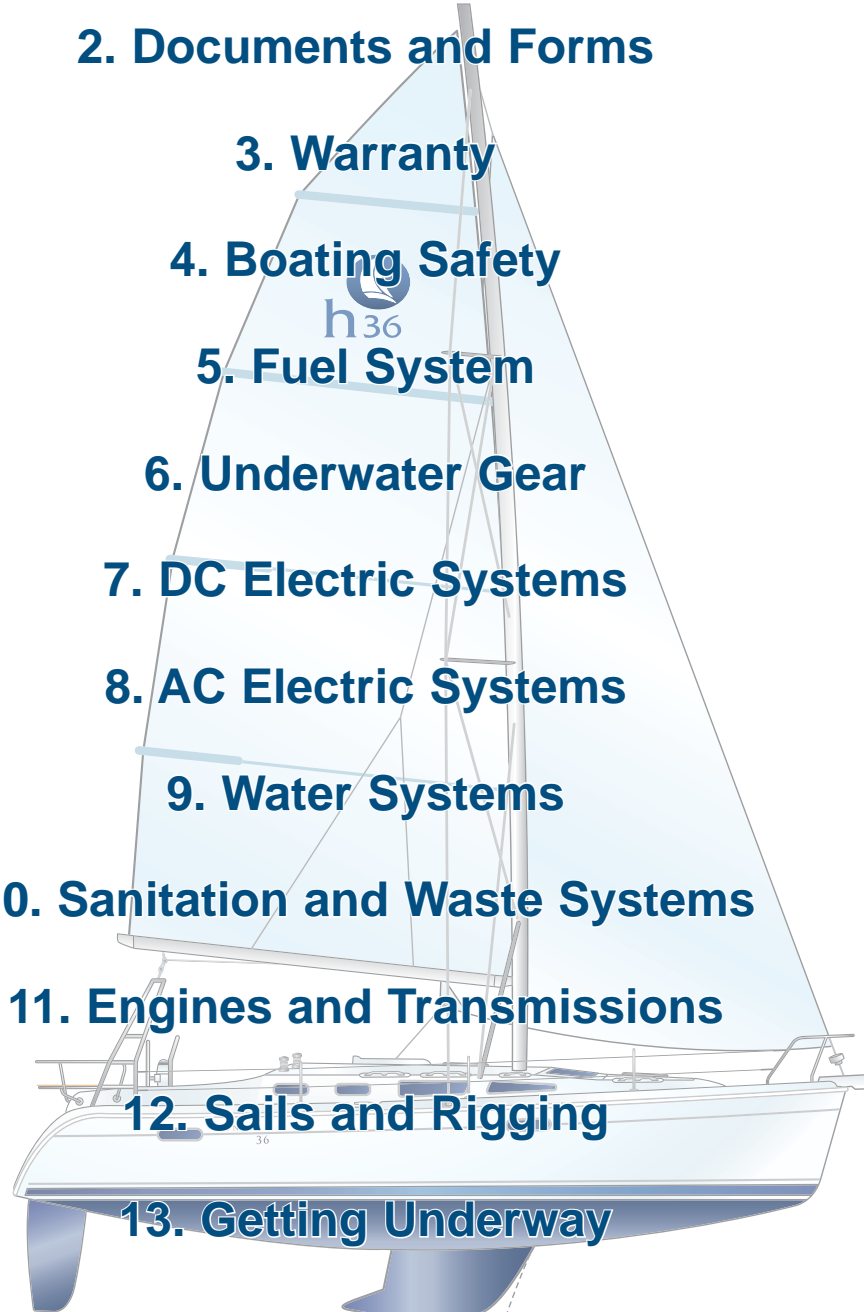 2. Documents and Forms
3. Warranty
4. Boating Safety
h 36
5. Fuel System
6. Underwater Gear
7. DC Electric Systems
8. AC Electric Systems
9. Water Systems
0. Sanitation and Waste Systems
11. Engines and Transmissions
12. Sails and Rigging
36
13. Getting Underway